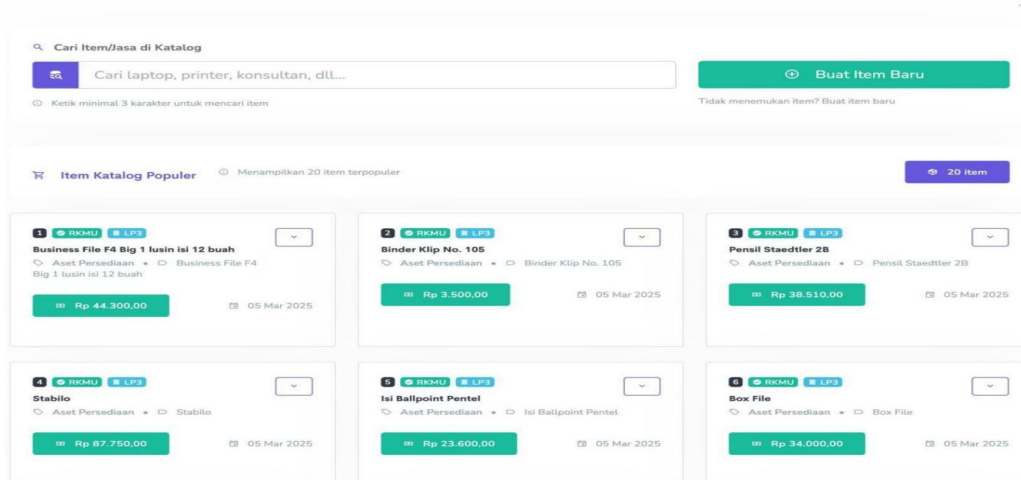 Cari Item/Jasa di Katalog
Cari laptop, printer, konsultan, dll...
Buat Item Baru
Ketik minimal 3 karakter untuk mencari item
Tidak menemukan item? Buat item baru
Item Katalog Populer
Menampilkan 20 item terpopuler
20 item
1 RKMU LP3
Business File F4 Big 1 lusin isi 12 buah
Aset Persediaan • Business File F4
Big 1 lusin isi 12 buah
Rp 44.300,00
05 Mar 2025
2 RKMU LP3
Binder Klip No. 105
Aset Persediaan • Binder Klip No. 105
Rp 3.500,00
05 Mar 2025
3 RKMU LP3
Pensil Staedtler 2B
Aset Persediaan • Pensil Staedtler 2B
Rp 38.510,00
05 Mar 2025
4 RKMU LP3
Stabilo
Aset Persediaan • Stabilo
Rp 87.750,00
05 Mar 2025
5 RKMU LP3
Isi Ballpoint Pentel
Aset Persediaan • Isi Ballpoint Pentel
Rp 23.600,00
05 Mar 2025
6 RKMU LP3
Box File
Aset Persediaan • Box File
Rp 34.000,00
05 Mar 2025